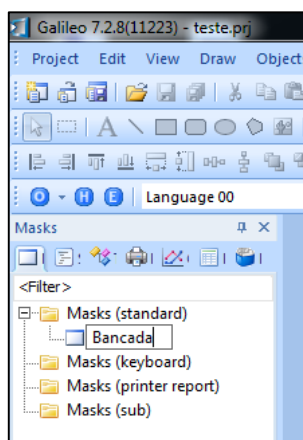 Galileo 7.2.8(11223) - teste.prj
Project Edit View Draw Object
A
O H E Language 00
Masks
<Filter>
Masks (standard)
Bancada
Masks (keyboard)
Masks (printer report)
Masks (sub)